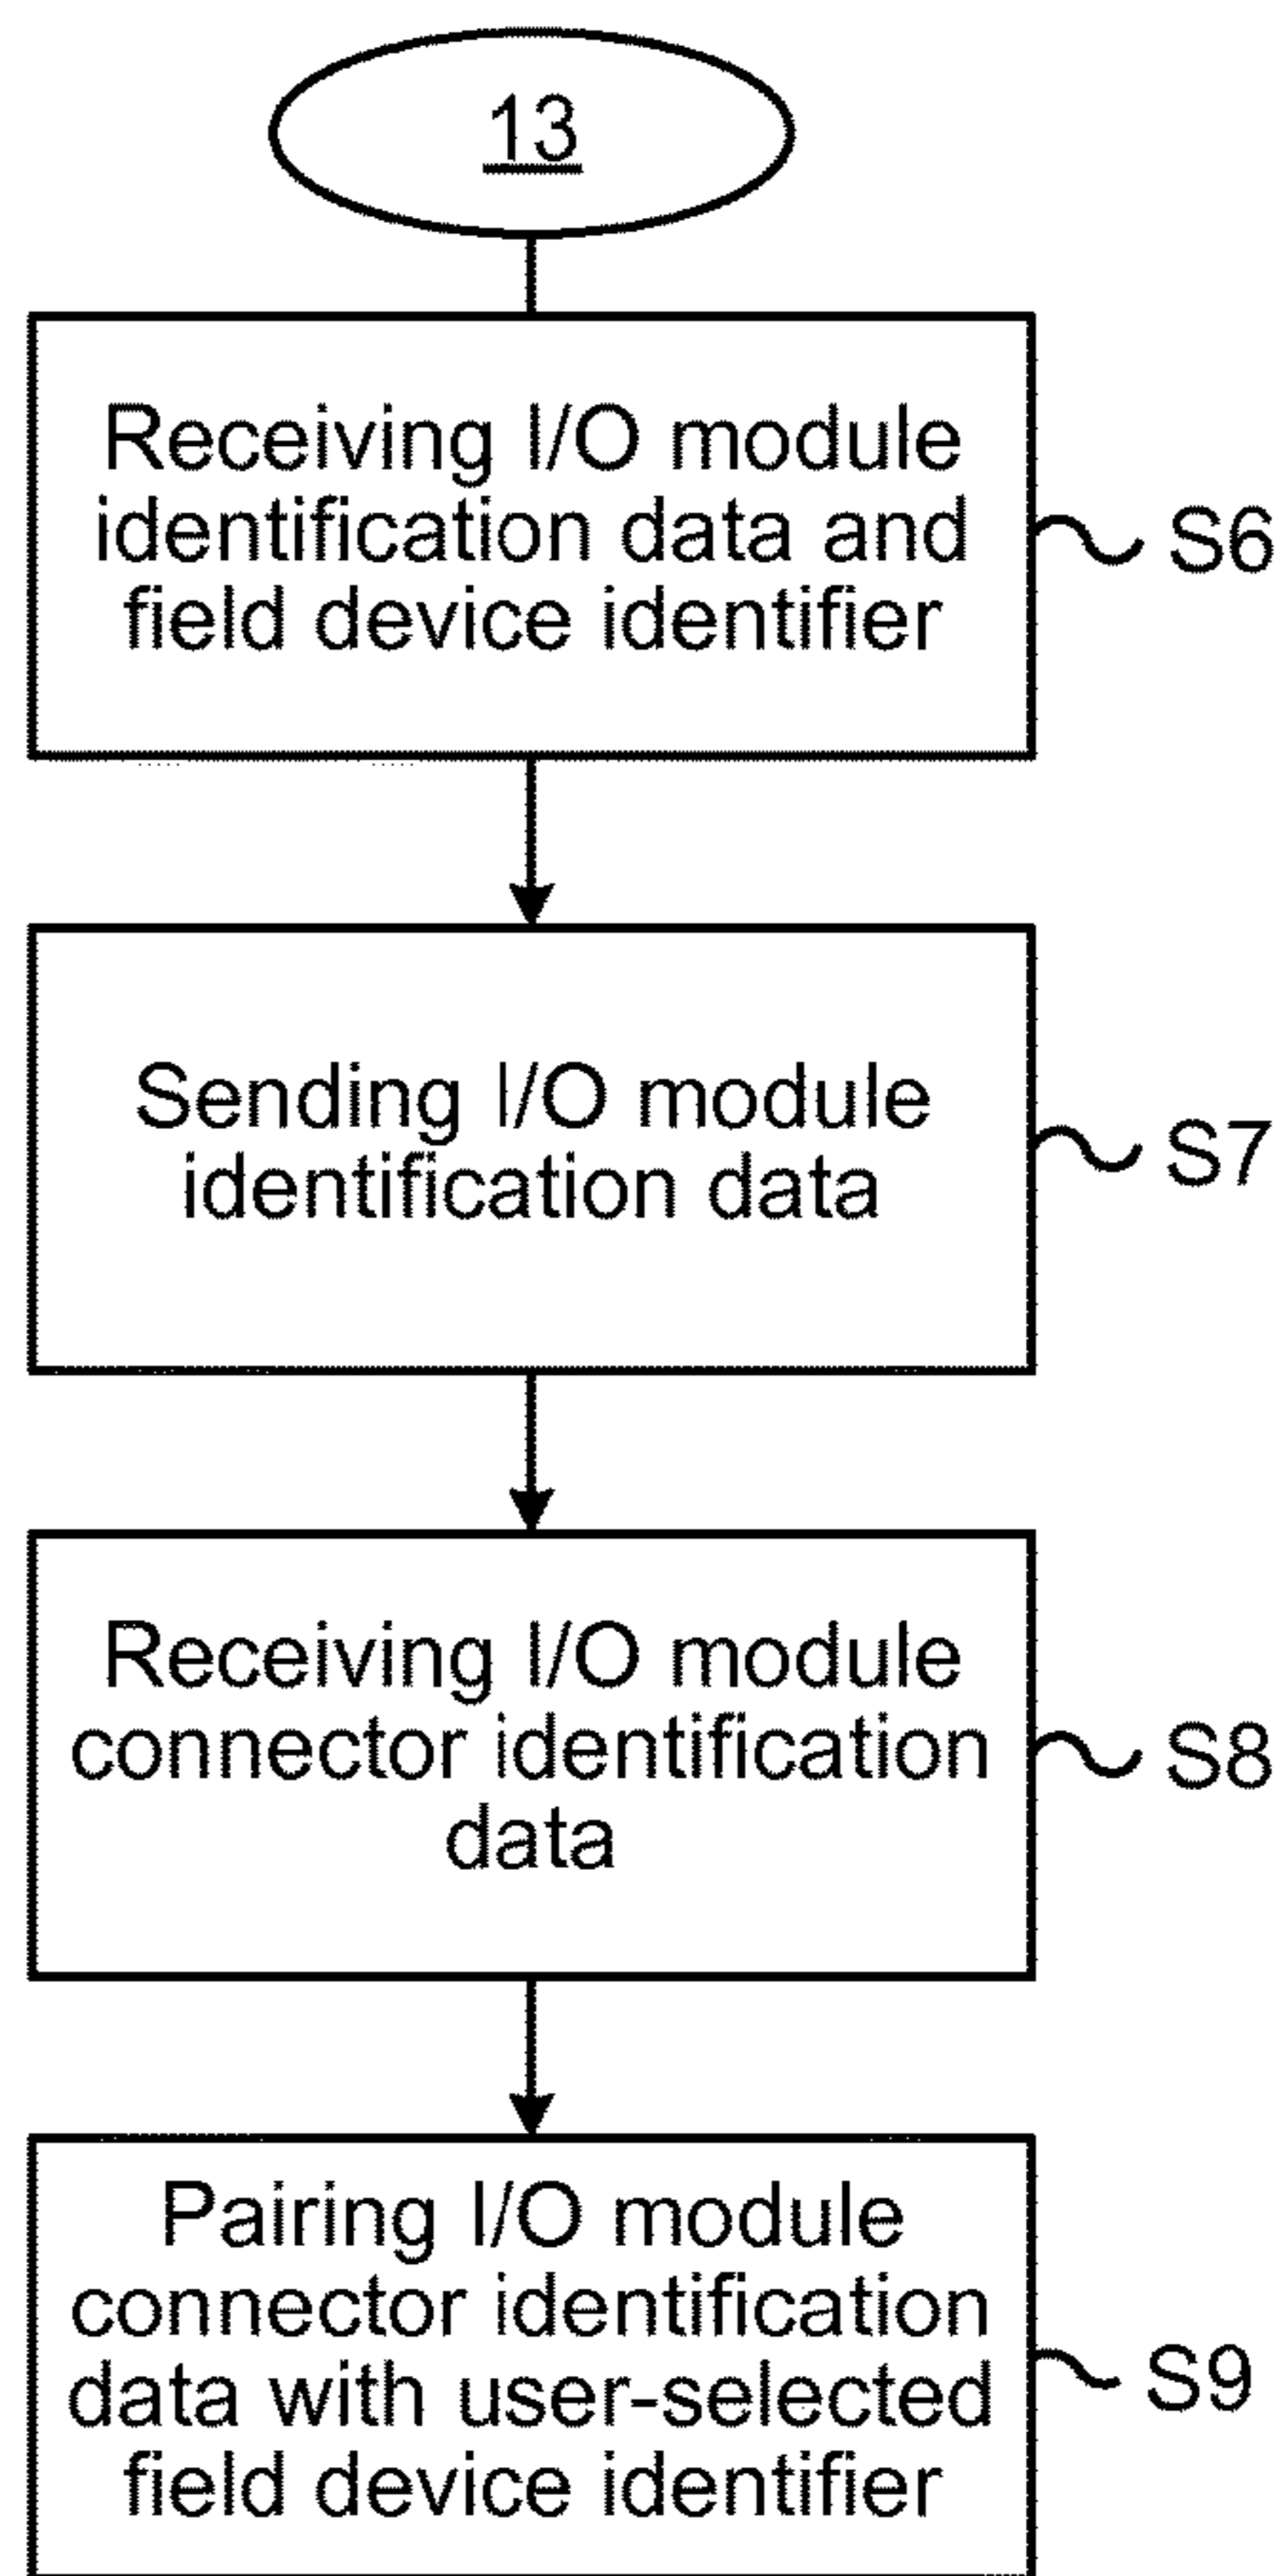 13
Receiving I/O module
identification data and
field device identifier
S6
Sending I/O module
identification data
S7
Receiving I/O module
connector identification
data
S8
Pairing I/O module
connector identification
data with user-selected
field device identifier
S9